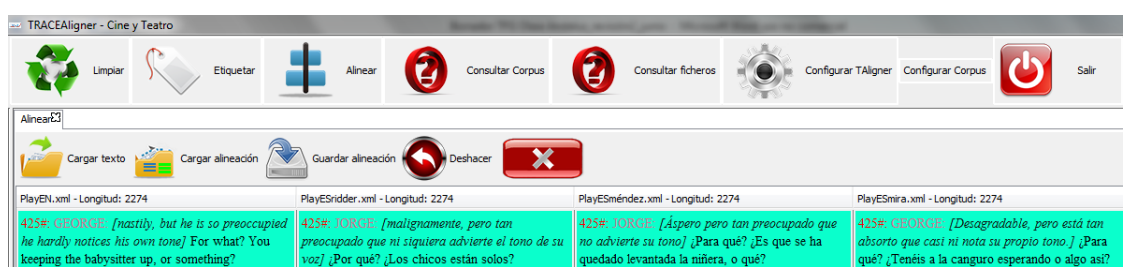 TRACEAligner - Cine y Teatro
Limpiar Etiquetar Alinear Consultar Corpus Consultar ficheros Configurar TAligner Configurar Corpus Salir
Alinear
Cargar texto Cargar alineación Guardar alineación Deshacer
PlayEN.xml - Longitud: 2274
425#: GEORGE: [nastily, but he is so preoccupied
he hardly notices his own tone] For what? You
keeping the babysitter up, or something?
PlayESridder.xml - Longitud: 2274
425#: JORGE: [malignamente, pero tan
preocupado que ni siquiera advierte el tono de su
voz] ¿Por qué? ¿Los chicos están solos?
PlayESméndez.xml - Longitud: 2274
425#: JORGE: [Áspero pero tan preocupado que
no advierte su tono] ¿Para qué? ¿Es que se ha
quedado levantada la niñera, o qué?
PlayESmira.xml - Longitud: 2274
425#: GEORGE: [Desagradable, pero está tan
absorto que casi ni nota su propio tono.] ¿Para
qué? ¿Tenéis a la canguro esperando o algo asi?